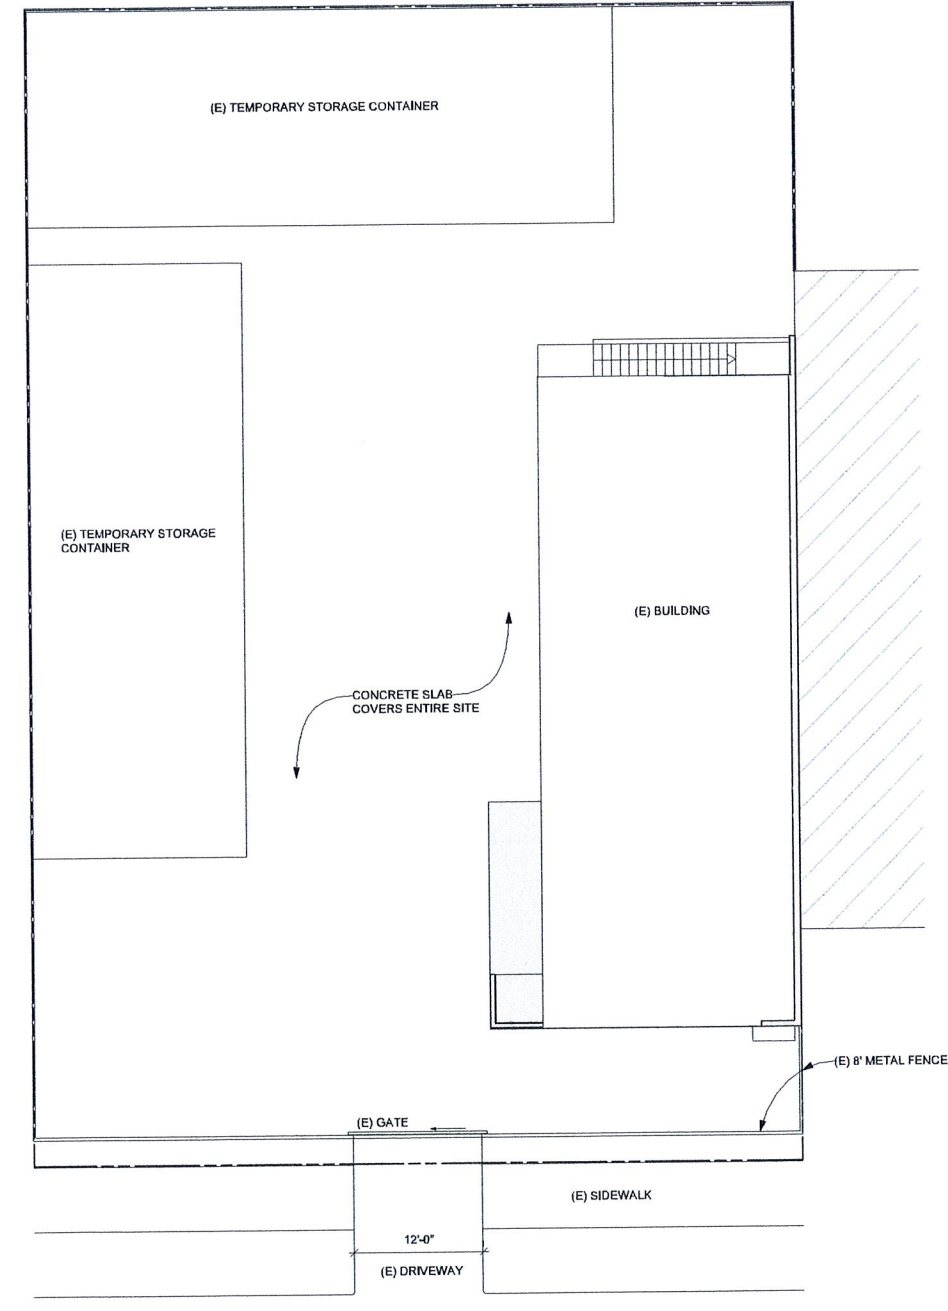 (E) TEMPORARY STORAGE CONTAINER
(E) TEMPORARY STORAGE
CONTAINER
(E) BUILDING
CONCRETE SLAB
COVERS ENTIRE SITE
(E) 8' METAL FENCE
(E) GATE
(E) SIDEWALK
12'-0"
(E) DRIVEWAY